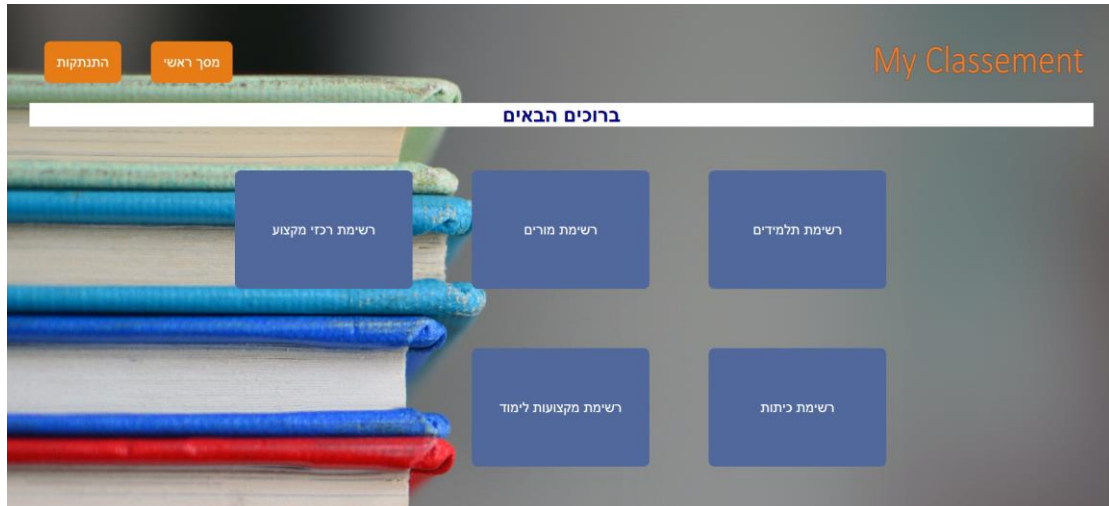 My Classement
מסך ראשי
התנתקות
ברוכים הבאים
רשימת תלמידים
רשימת מורים
רשימת רכזי מקצוע
רשימת כיתות
רשימת מקצועות לימוד